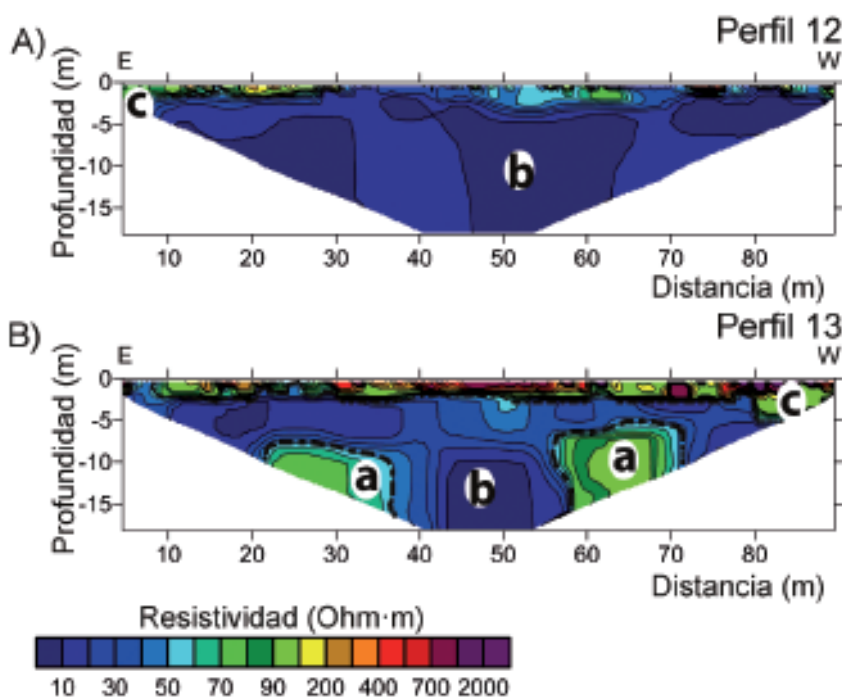 A)
Perfil 12
E
W
Profundidad (m)
0
-5
-10
-15
c
b
10 20 30 40 50 60 70 80
Distancia (m)
B)
Perfil 13
E
W
Profundidad (m)
0
-5
-10
-15
c
a
a
b
10 20 30 40 50 60 70 80
Distancia (m)
Resistividad (Ohm·m)
10 30 50 70 90 200 400 700 2000